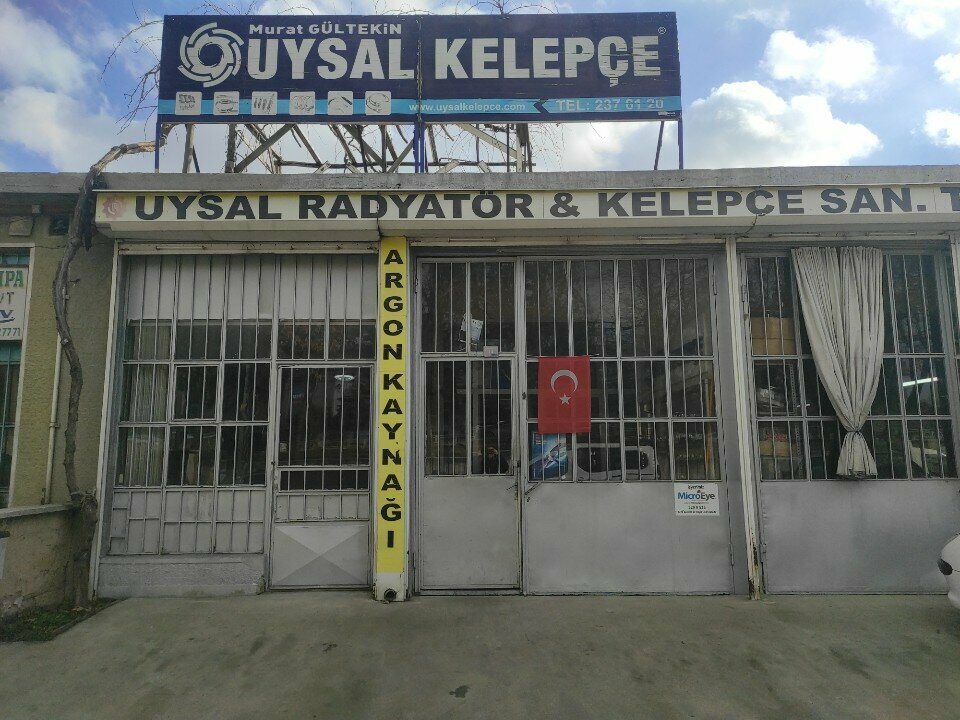 Murat GÜLTEKİN
UYSAL KELEPÇE®
www.uysalkelepce.com TEL: 237 61 20
UYSAL RADYATÖR & KELEPÇE SAN. T
ARGON KAYNAĞI
MicroEye